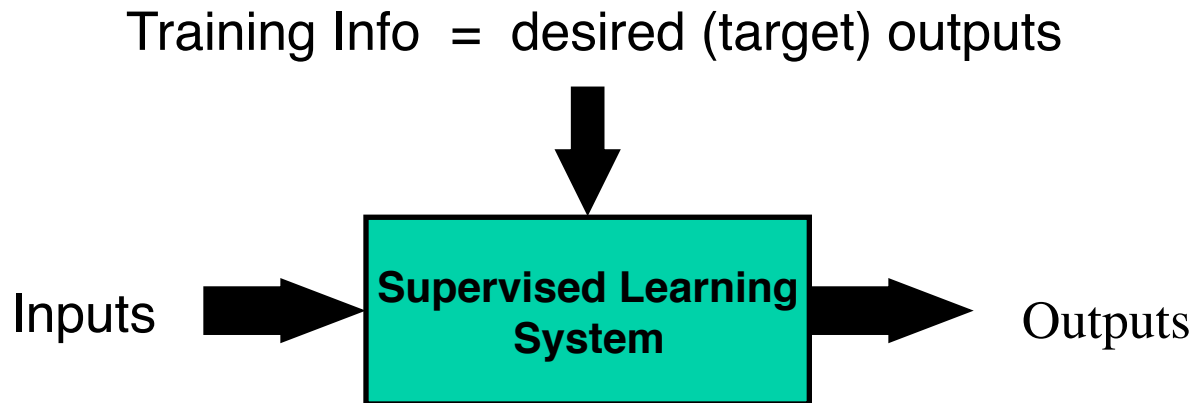 Training Info = desired (target) outputs
Inputs
Supervised Learning
System
Outputs